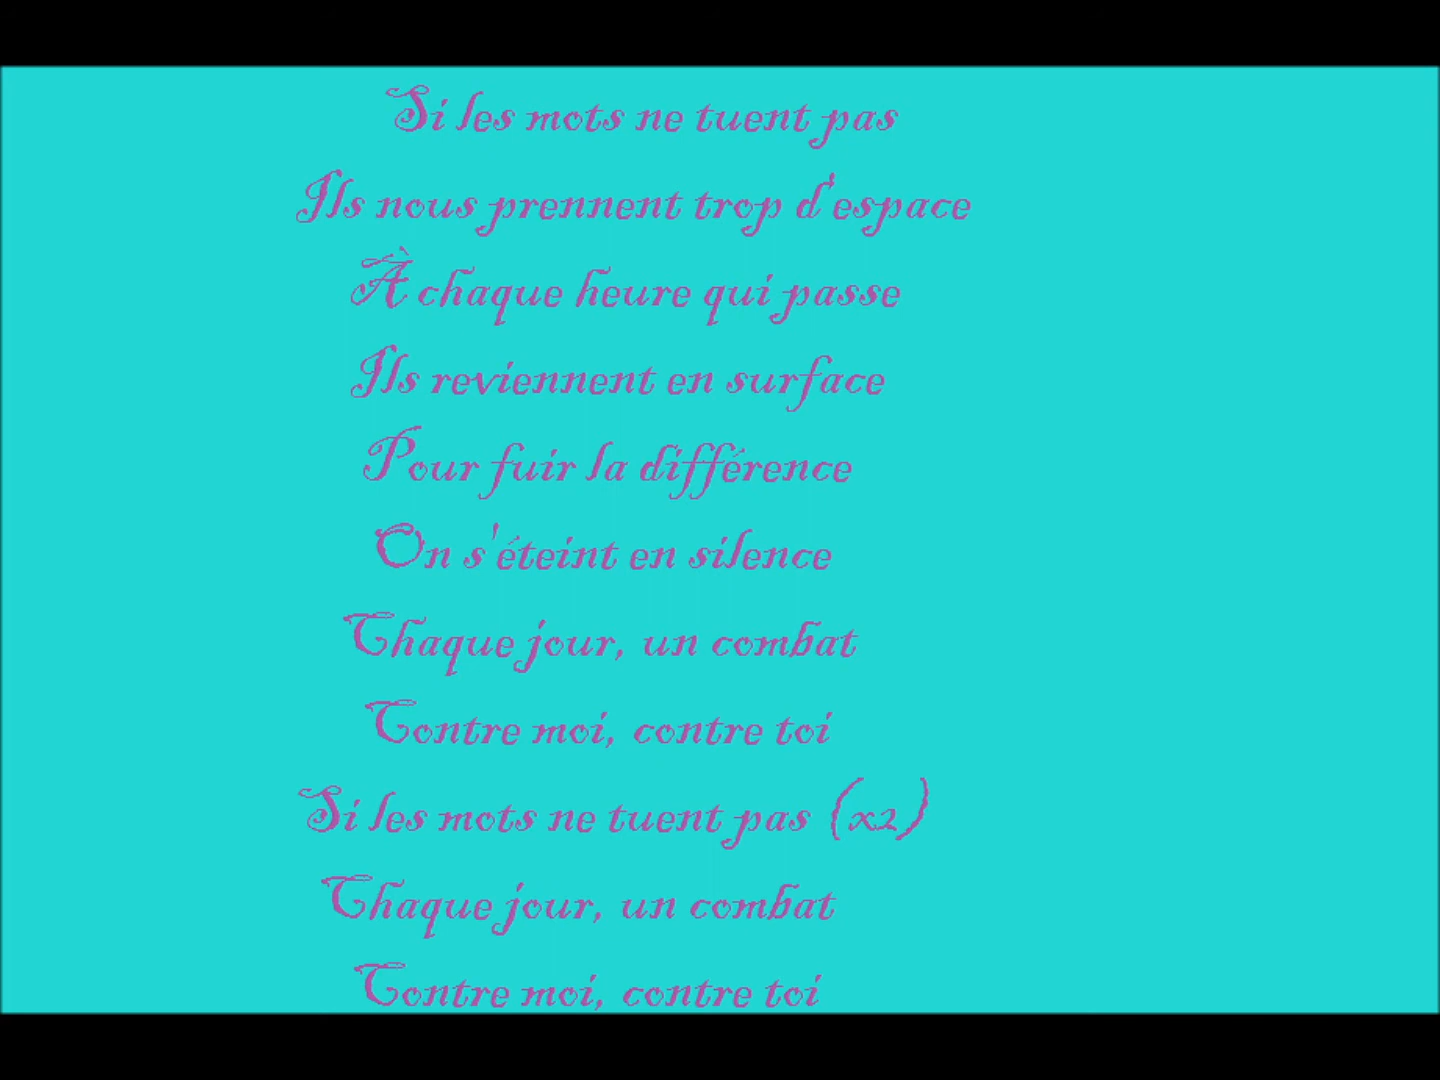 Si les mots ne tuent pas
Ils nous prennent trop d'espace
À chaque heure qui passe
Ils reviennent en surface
Pour fuir la différence
On s'éteint en silence
Chaque jour, un combat
Contre moi, contre toi
Si les mots ne tuent pas (x2)
Chaque jour, un combat
Contre moi, contre toi